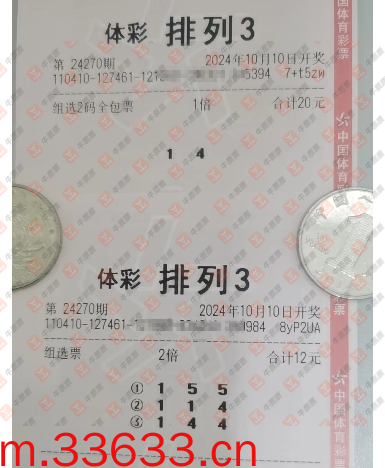 体彩 排列3
第 24270期 2024年10月10日开奖
110410-127461-121 5394 7+t5zw
组选2码全包票 1倍 合计20元
1 4
体彩 排列3
第 24270期 2024年10月10日开奖
110410-127461- 984 8yP2UA
组选票 2倍 合计12元
① 1 5 5
② 1 1 4
③ 1 4 4
国体育彩票
中国体育彩票
中国体育彩
m.33633.cn